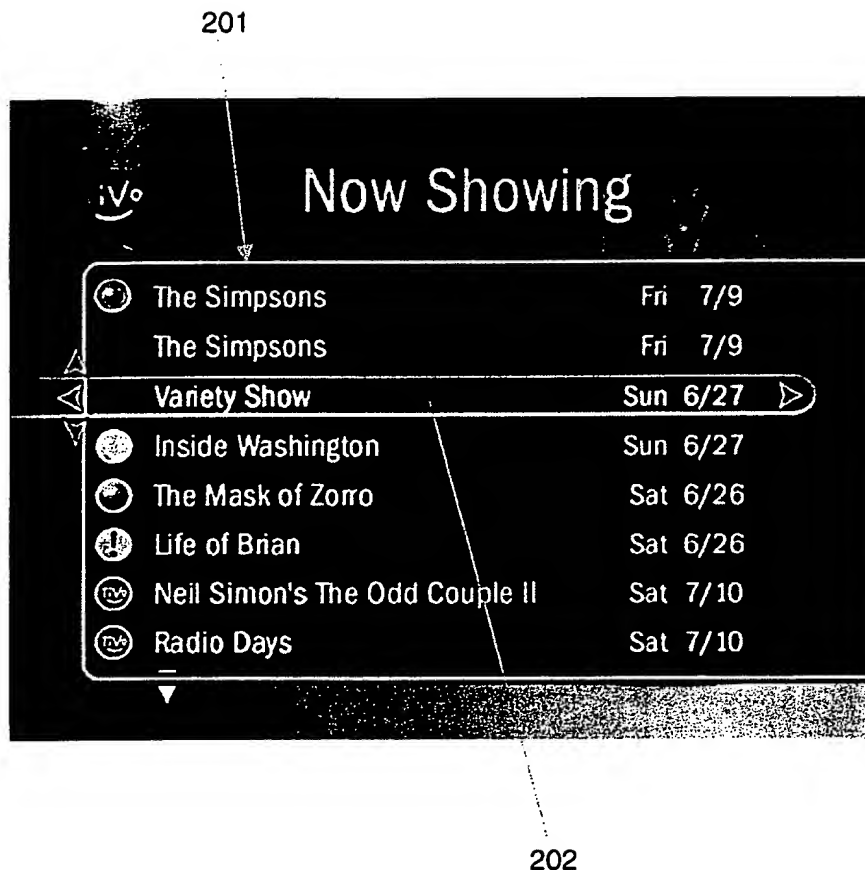 201
TiVo
Now Showing
The Simpsons Fri 7/9
The Simpsons Fri 7/9
Variety Show Sun 6/27
Inside Washington Sun 6/27
The Mask of Zorro Sat 6/26
Life of Brian Sat 6/26
TiVo Neil Simon's The Odd Couple II Sat 7/10
TiVo Radio Days Sat 7/10
202